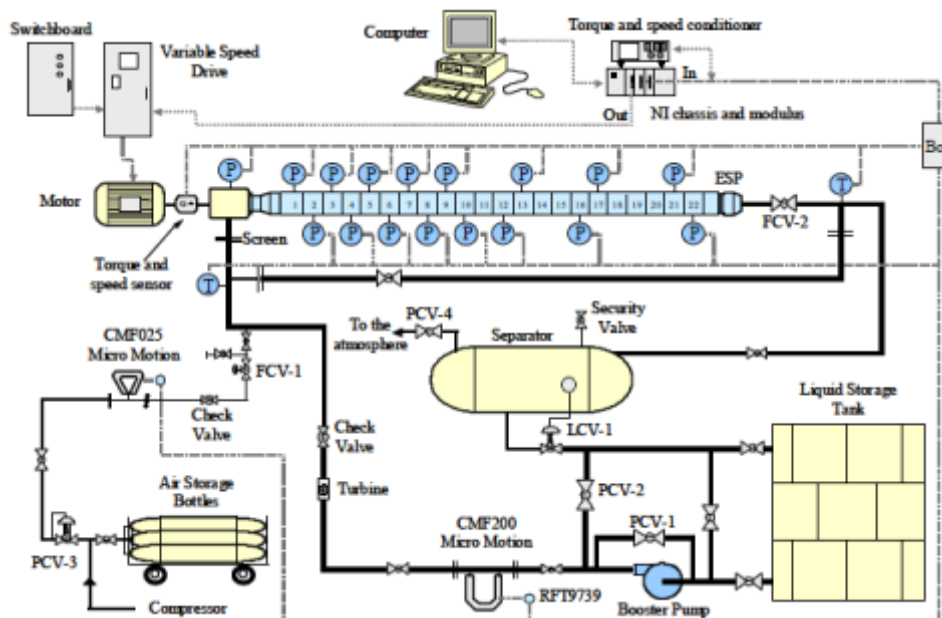 Switchboard
Variable Speed
Drive
Computer
Torque and speed conditioner
In
Out
NI chassis and modulus
Bo
P
P P P P P P P P
T
Motor
ESP
1 2 3 4 5 6 7 8 9 10 11 12 13 14 15 16 17 18 19 20 21 22
FCV-2
P P P P P P P P
Screen
Torque and
speed sensor
T
PCV-4
Security
Valve
To the
atmosphere
Separator
CMF025
Micro Motion
FCV-1
Check
Valve
LCV-1
Liquid Storage
Tank
Check
Valve
Turbine
PCV-2
Air Storage
Bottles
PCV-1
CMF200
Micro Motion
PCV-3
RFT9739
Booster Pump
Compressor